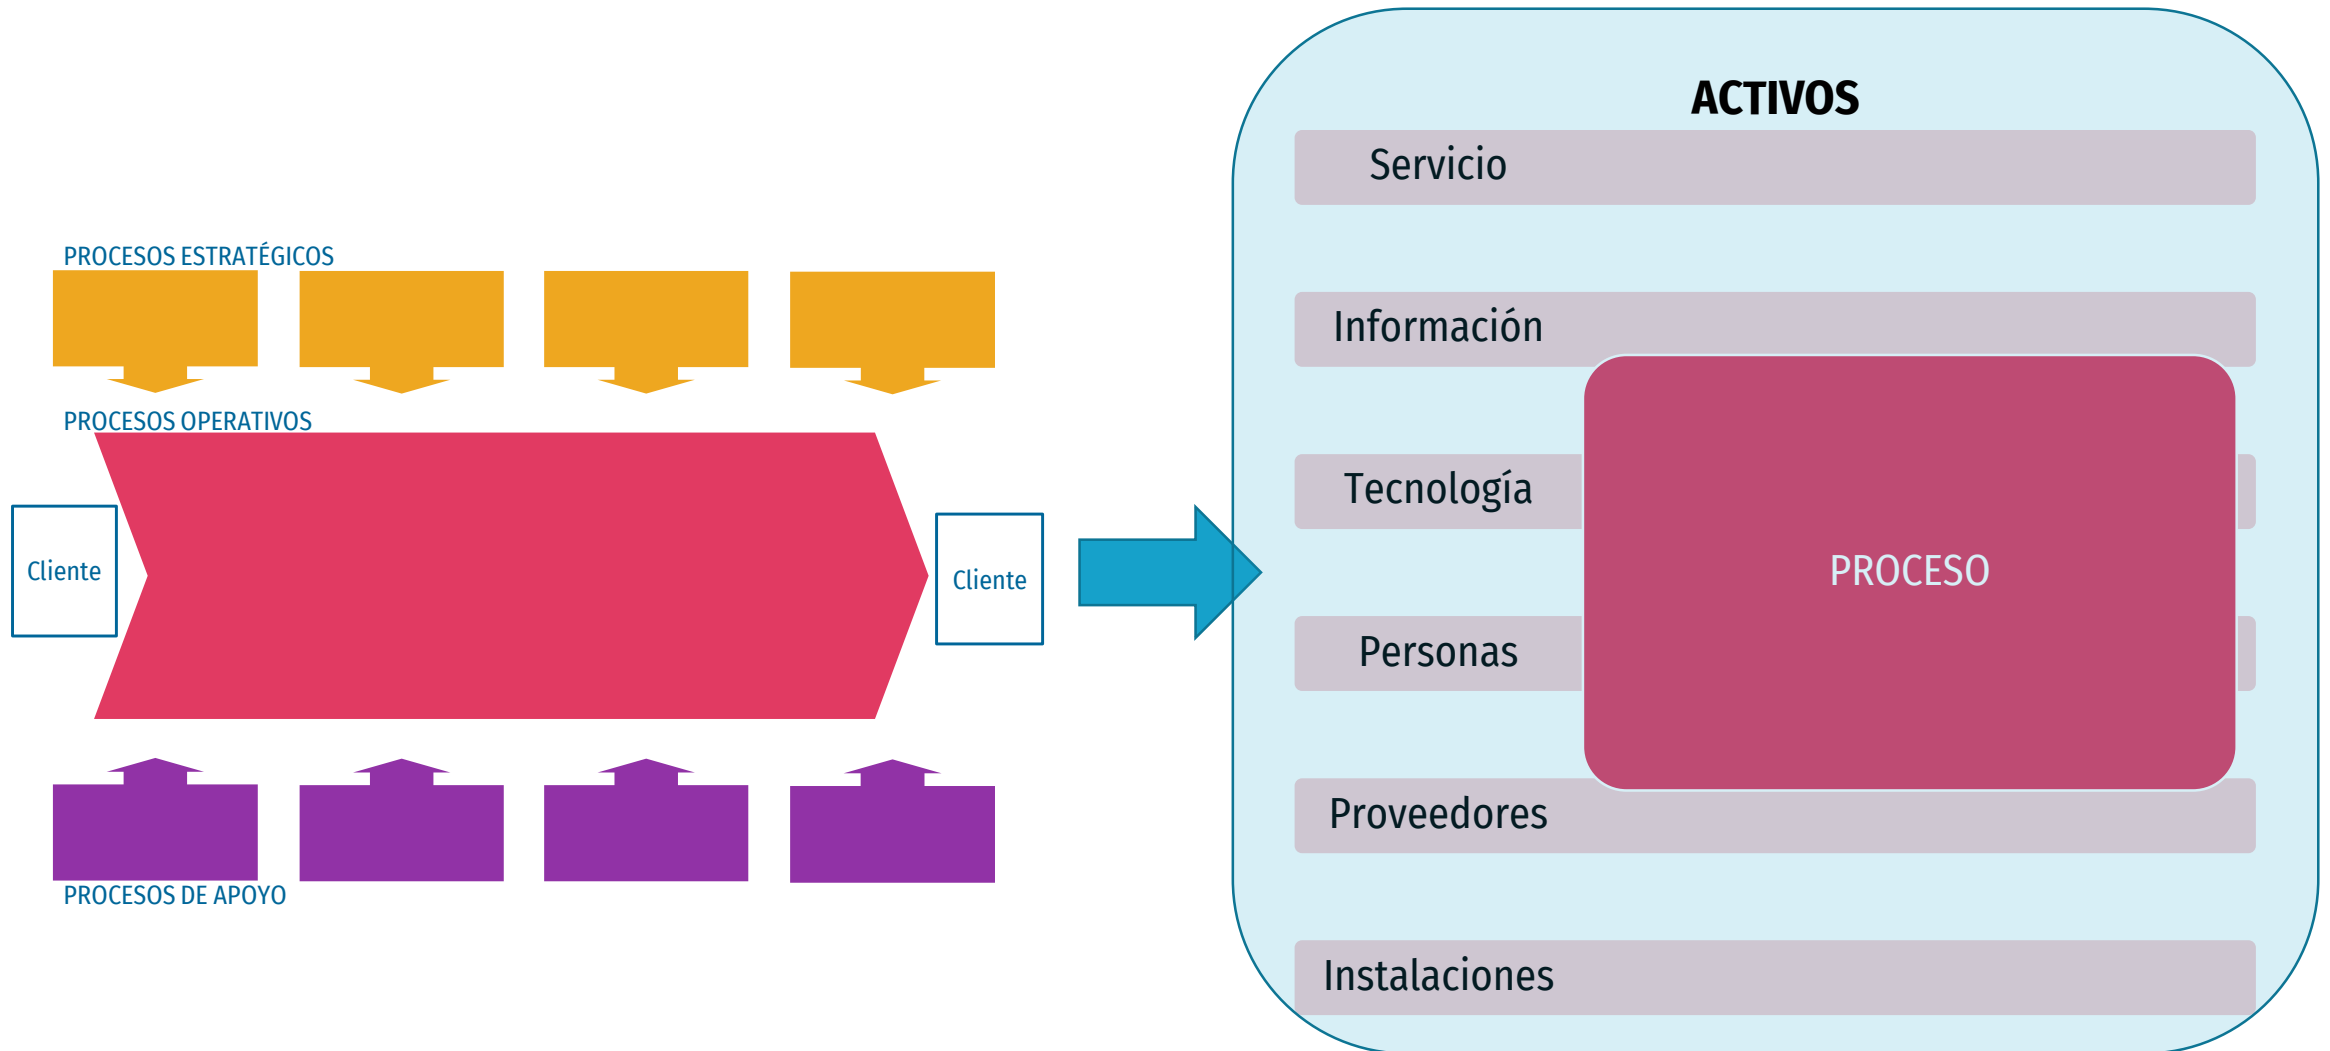 PROCESOS ESTRATÉGICOS
PROCESOS OPERATIVOS
Cliente
Cliente
PROCESOS DE APOYO
ACTIVOS
Servicio
Información
Tecnología
Personas
Proveedores
Instalaciones
PROCESO